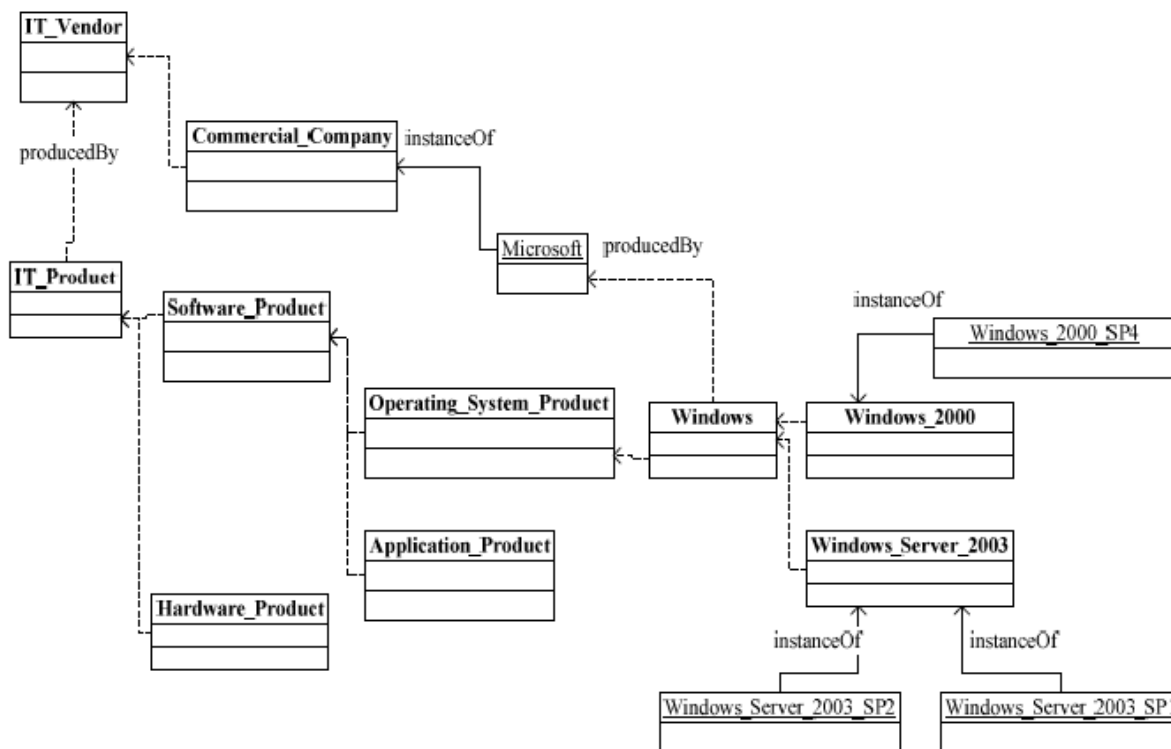 IT_Vendor
Commercial_Company
instanceOf
producedBy
Microsoft
producedBy
IT_Product
Software_Product
instanceOf
Windows_2000_SP4
Operating_System_Product
Windows
Windows_2000
Application_Product
Windows_Server_2003
Hardware_Product
instanceOf
instanceOf
Windows_Server_2003_SP2
Windows_Server_2003_SP1